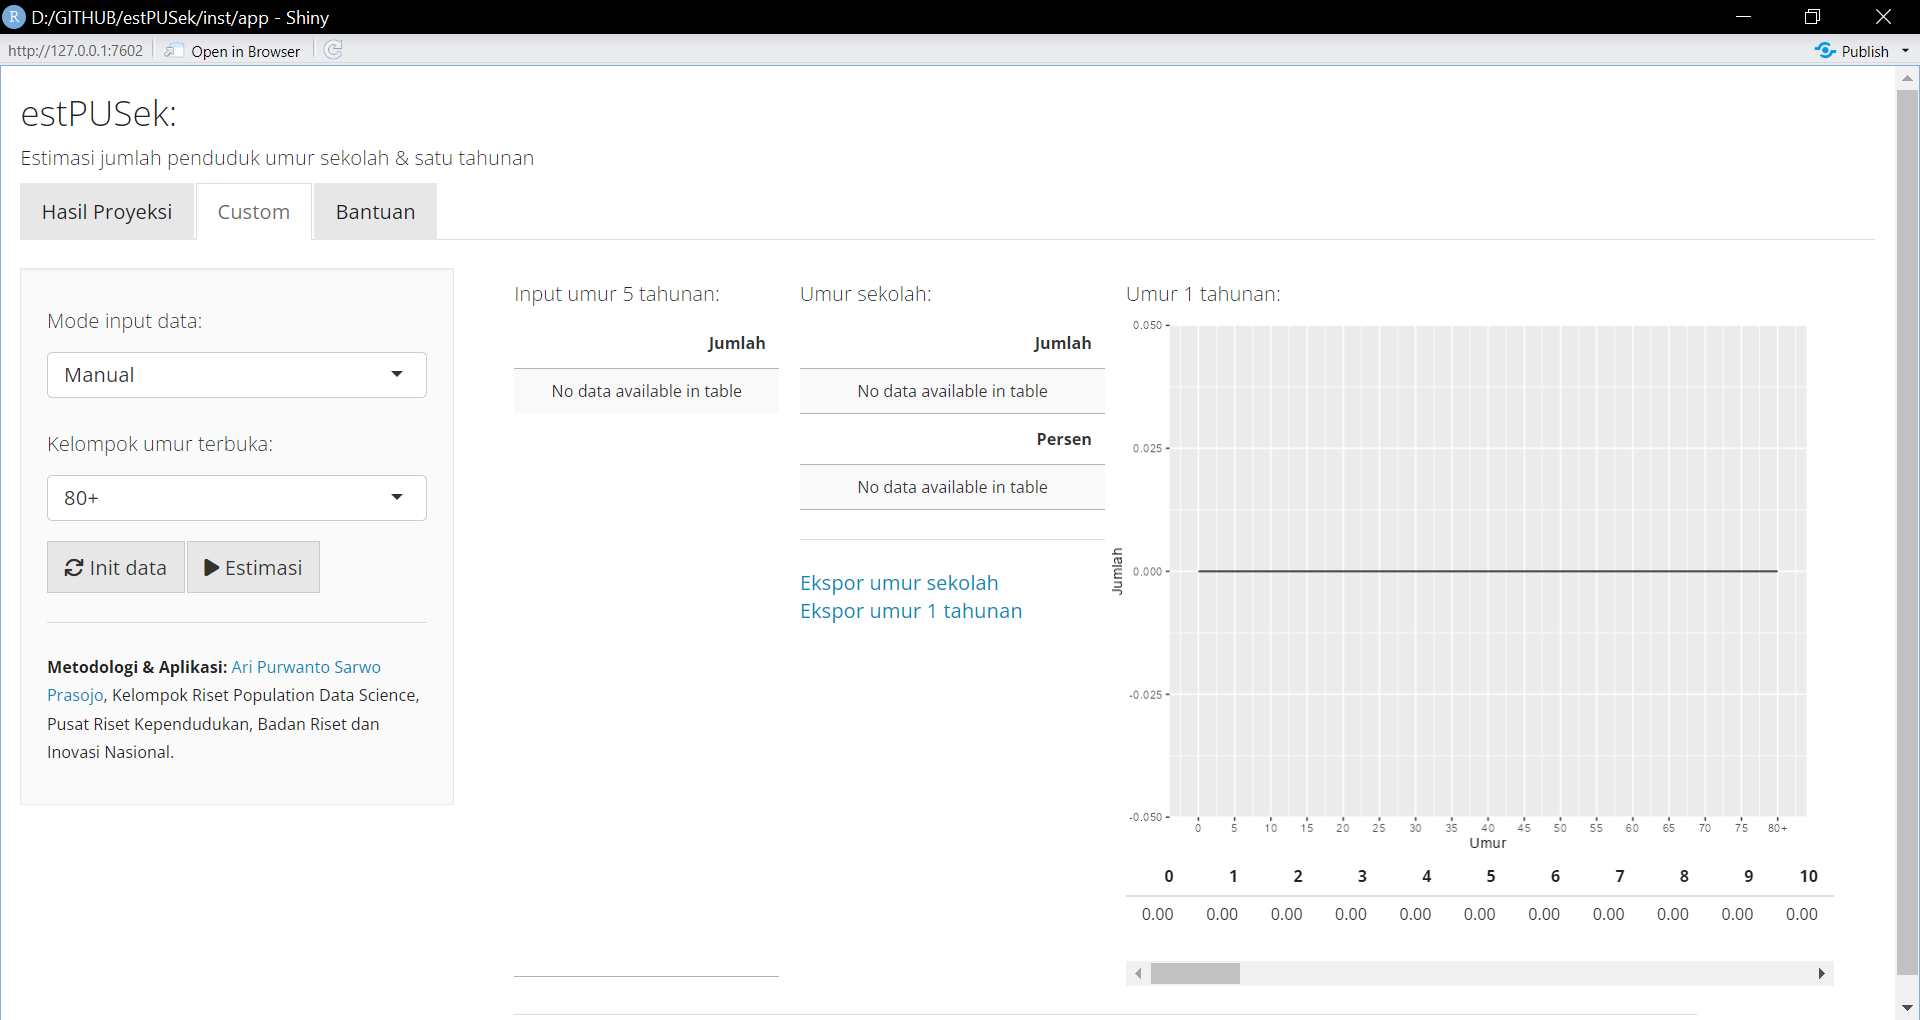 R D:/GITHUB/estPUSek/inst/app - Shiny
http://127.0.0.1:7602 Open in Browser Publish
estPUSek:
Estimasi jumlah penduduk umur sekolah & satu tahunan
Hasil Proyeksi Custom Bantuan
Mode input data:
Manual
Kelompok umur terbuka:
80+
Init data Estimasi
Metodologi & Aplikasi: Ari Purwanto Sarwo
Prasojo, Kelompok Riset Population Data Science,
Pusat Riset Kependudukan, Badan Riset dan
Inovasi Nasional.
Input umur 5 tahunan:
Jumlah
No data available in table
Umur sekolah:
Jumlah
No data available in table
Persen
No data available in table
Ekspor umur sekolah
Ekspor umur 1 tahunan
Umur 1 tahunan:
0.050
0.025
0.000
-0.025
-0.050
Jumlah
0 5 10 15 20 25 30 35 40 45 50 55 60 65 70 75 80+
Umur
0 1 2 3 4 5 6 7 8 9 10
0.00 0.00 0.00 0.00 0.00 0.00 0.00 0.00 0.00 0.00 0.00